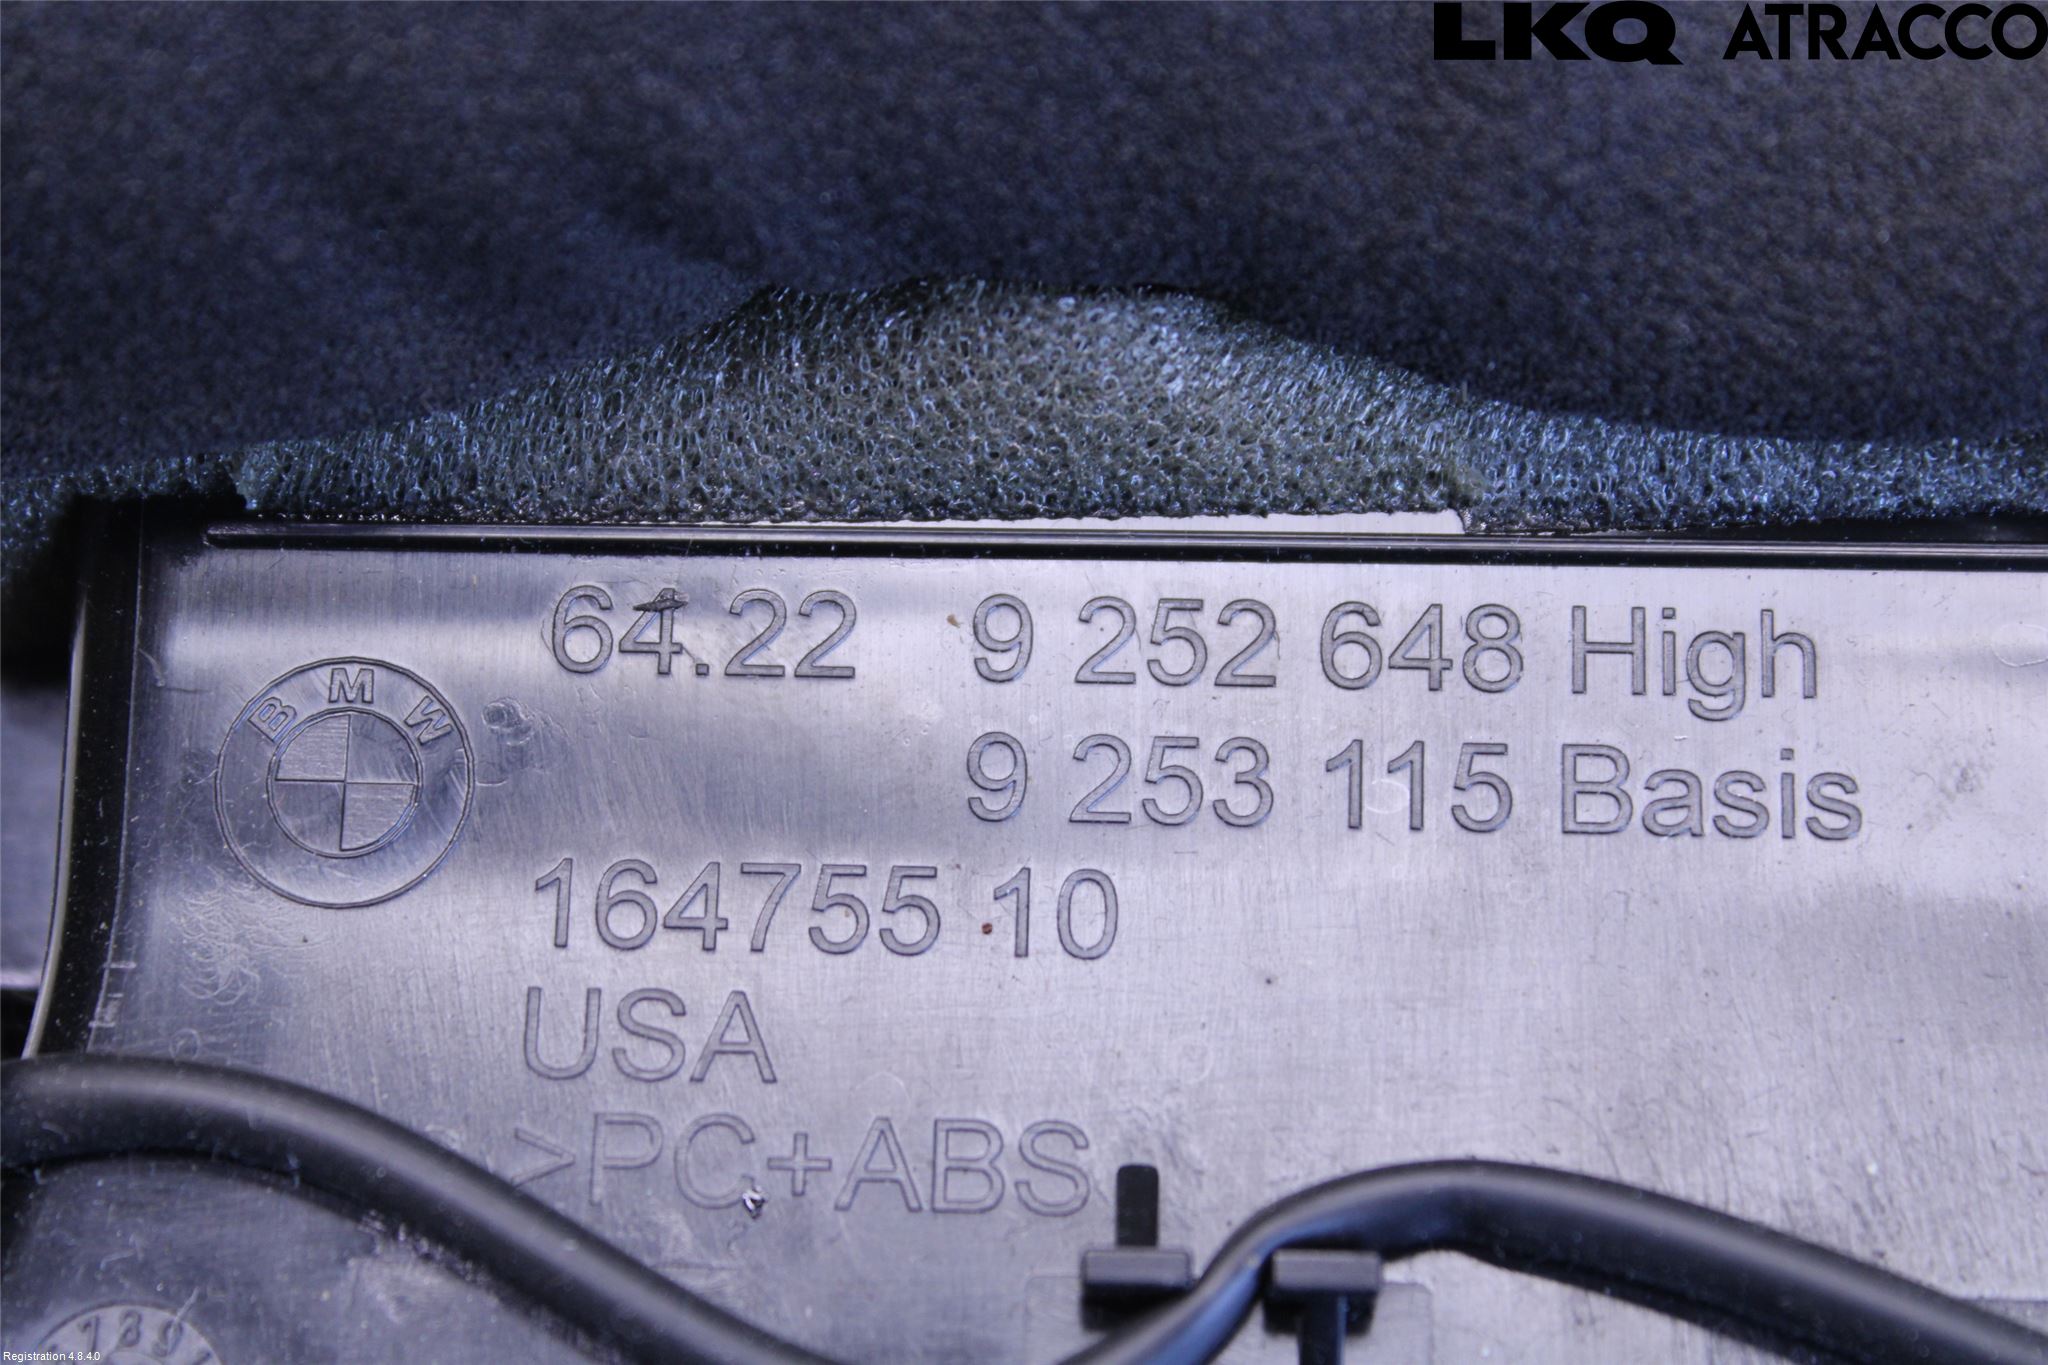 LKQ ATRACCO
64.22 9 252 648 High
9 253 115 Basis
BMW
164755 10
USA
>PC+ABS
Registration 4.8.4.0